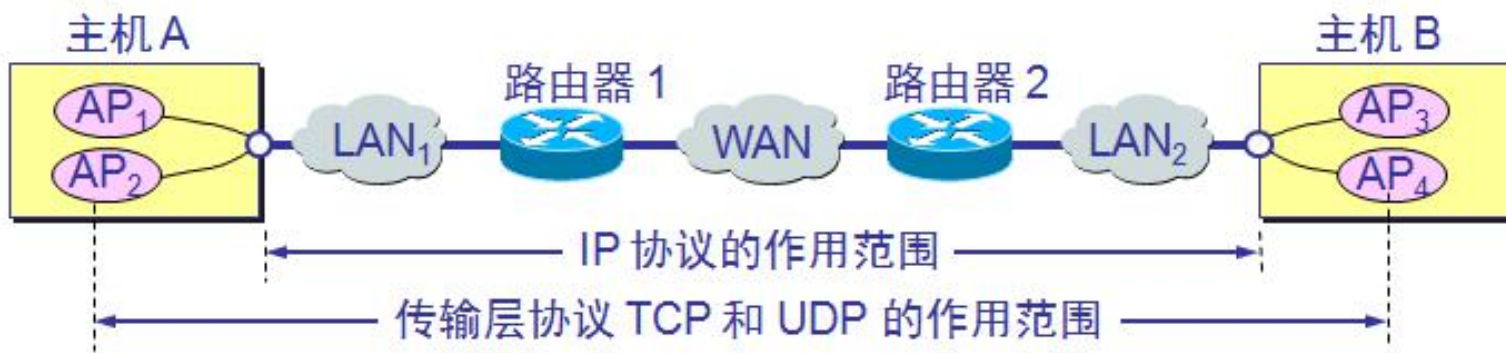 主机 A
主机 B
路由器 1
路由器 2
AP1
AP2
LAN1
WAN
LAN2
AP3
AP4
IP 协议的作用范围
传输层协议 TCP 和 UDP 的作用范围